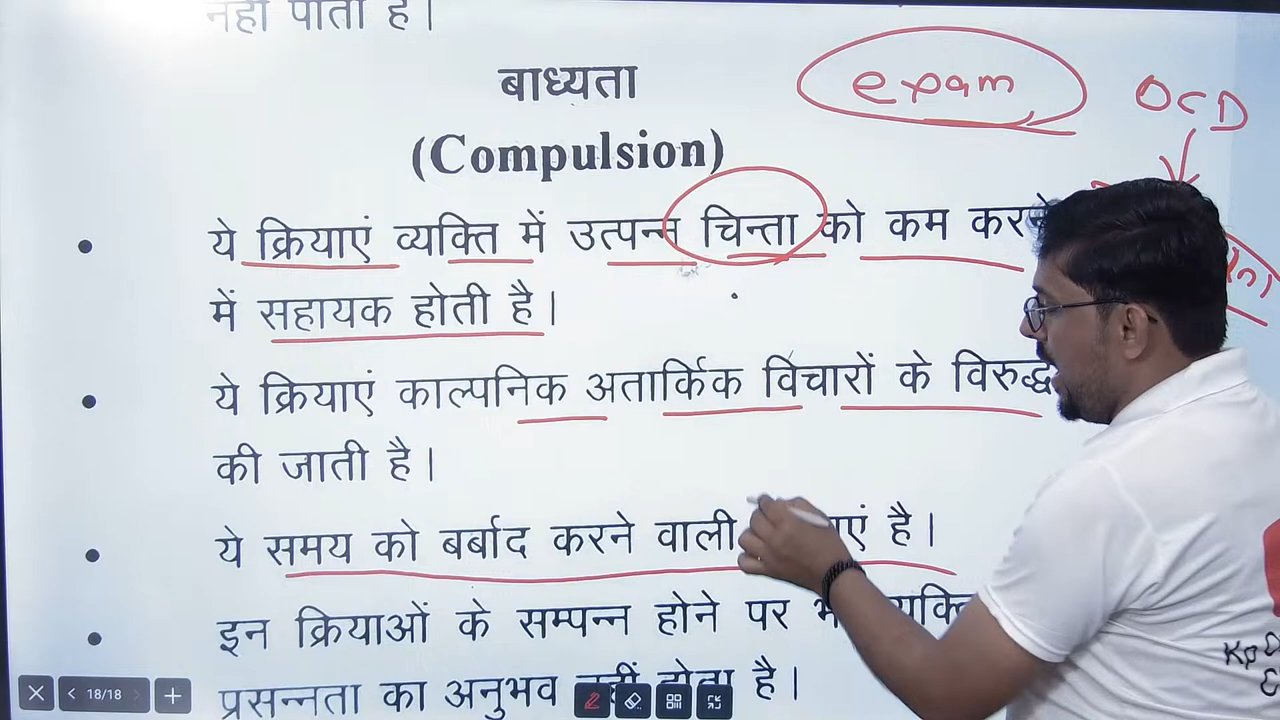 नहीं पाता है।
बाध्यता
exam
OCD
(Compulsion)
ये क्रियाएं व्यक्ति में उत्पन्न चिन्ता को कम करने
में सहायक होती है।
ये क्रियाएं काल्पनिक अतार्किक विचारों के विरुद्ध
की जाती है।
ये समय को बर्बाद करने वाली है।
इन क्रियाओं के सम्पन्न होने पर
प्रसन्नता का अनुभव नहीं होता है।
18/18